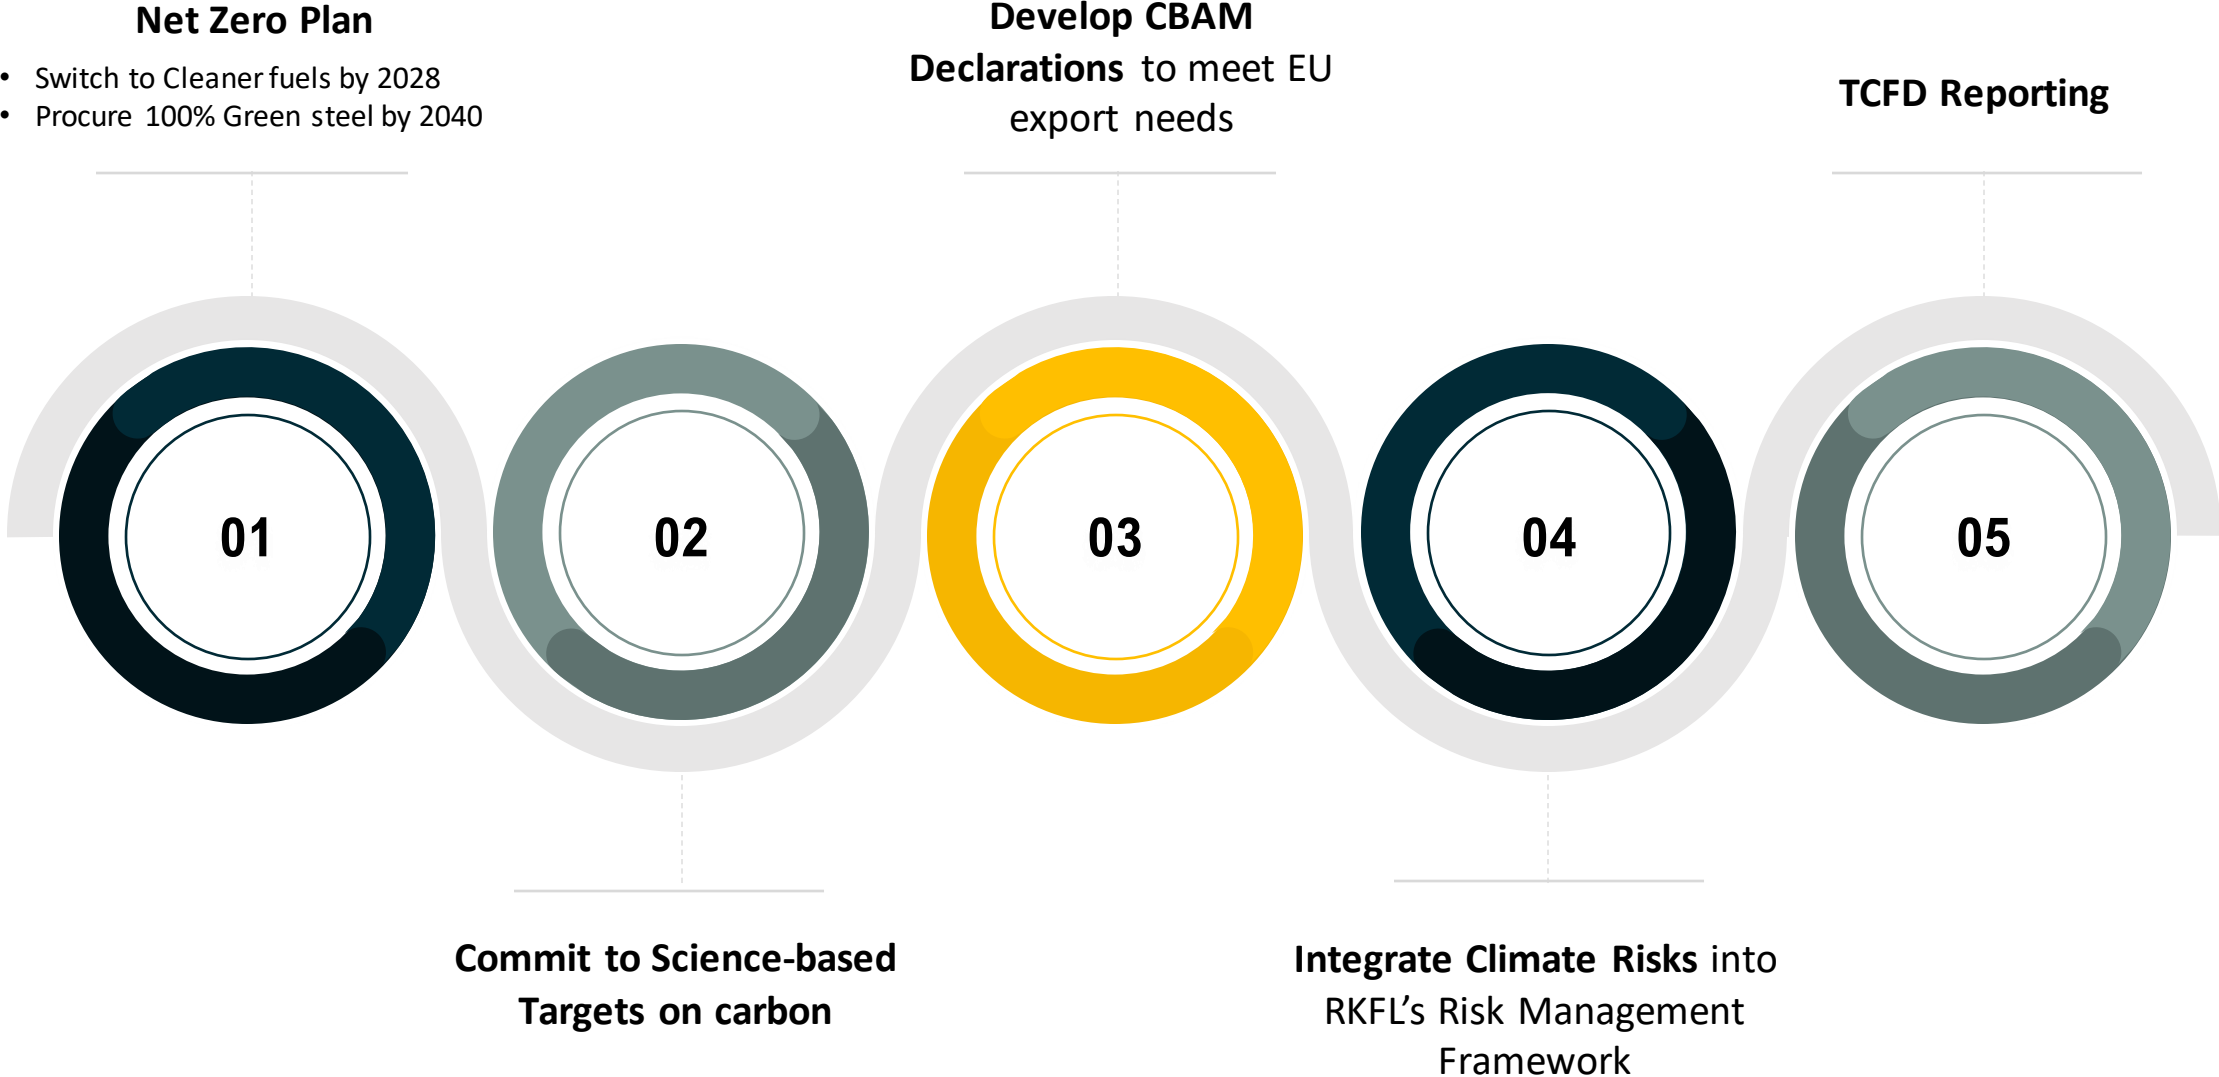 Net Zero Plan
• Switch to Cleaner fuels by 2028
• Procure 100% Green steel by 2040
Develop CBAM
Declarations to meet EU
export needs
TCFD Reporting
01
02
03
04
05
Commit to Science-based
Targets on carbon
Integrate Climate Risks into
RKFL’s Risk Management
Framework